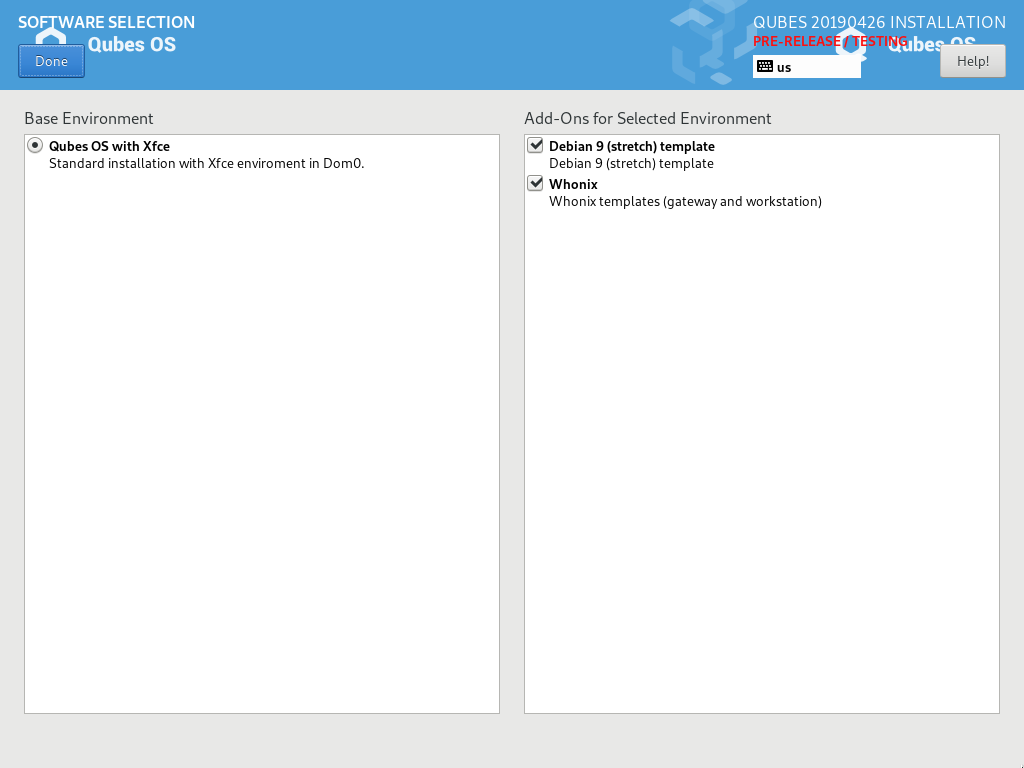 SOFTWARE SELECTION
Qubes OS
Done
QUBES 20190426 INSTALLATION
PRE-RELEASE / TESTING
Qubes OS
us
Help!
Base Environment
Qubes OS with Xfce
Standard installation with Xfce enviroment in Dom0.
Add-Ons for Selected Environment
Debian 9 (stretch) template
Debian 9 (stretch) template
Whonix
Whonix templates (gateway and workstation)